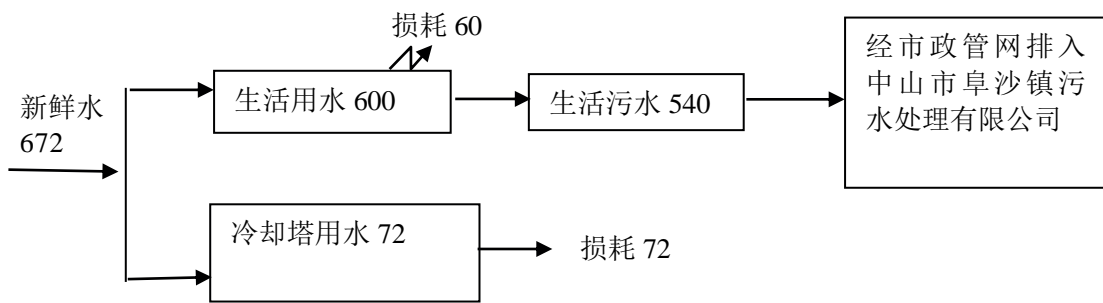 损耗 60
新鲜水
672
生活用水 600
生活污水 540
经市政管网排入
中山市阜沙镇污
水处理有限公司
冷却塔用水 72
损耗 72